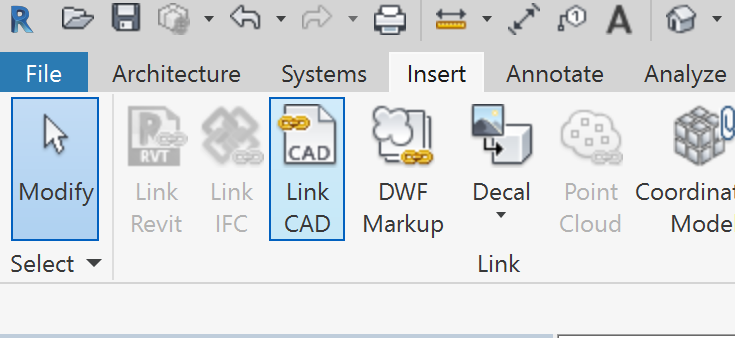 File Architecture Systems Insert Annotate Analyze
RVT CAD
Modify Link Revit Link IFC Link CAD DWF Markup Decal Point Cloud Coordinat Mode
Select Link